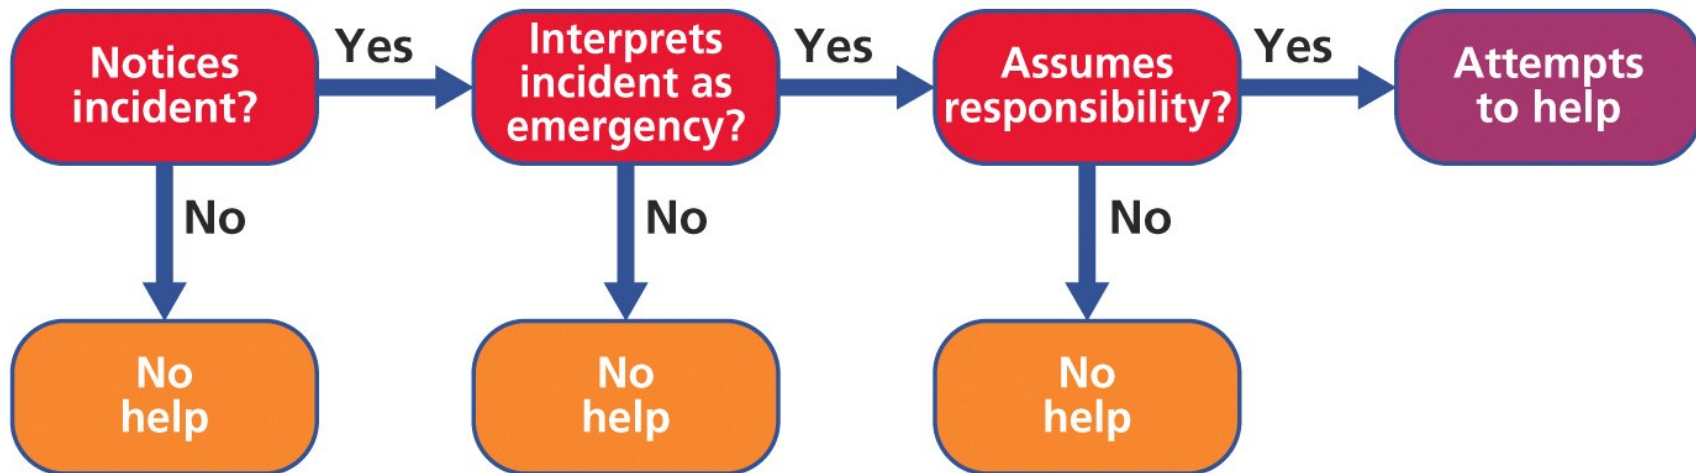 Notices
incident?
Yes
Interprets
incident as
emergency?
Yes
Assumes
responsibility?
Yes
Attempts
to help
No
No
No
No
help
No
help
No
help